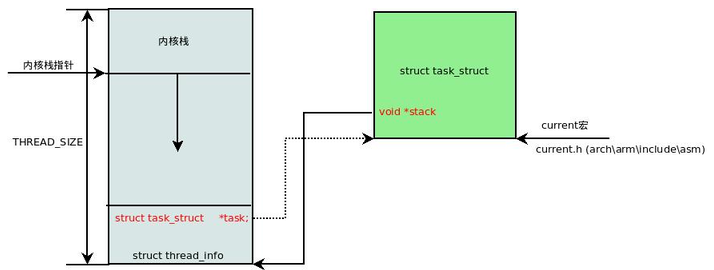 内核栈
内核栈指针
THREAD_SIZE
struct task_struct *task;
struct thread_info
struct task_struct
void *stack
current宏
current.h (arch\arm\include\asm)